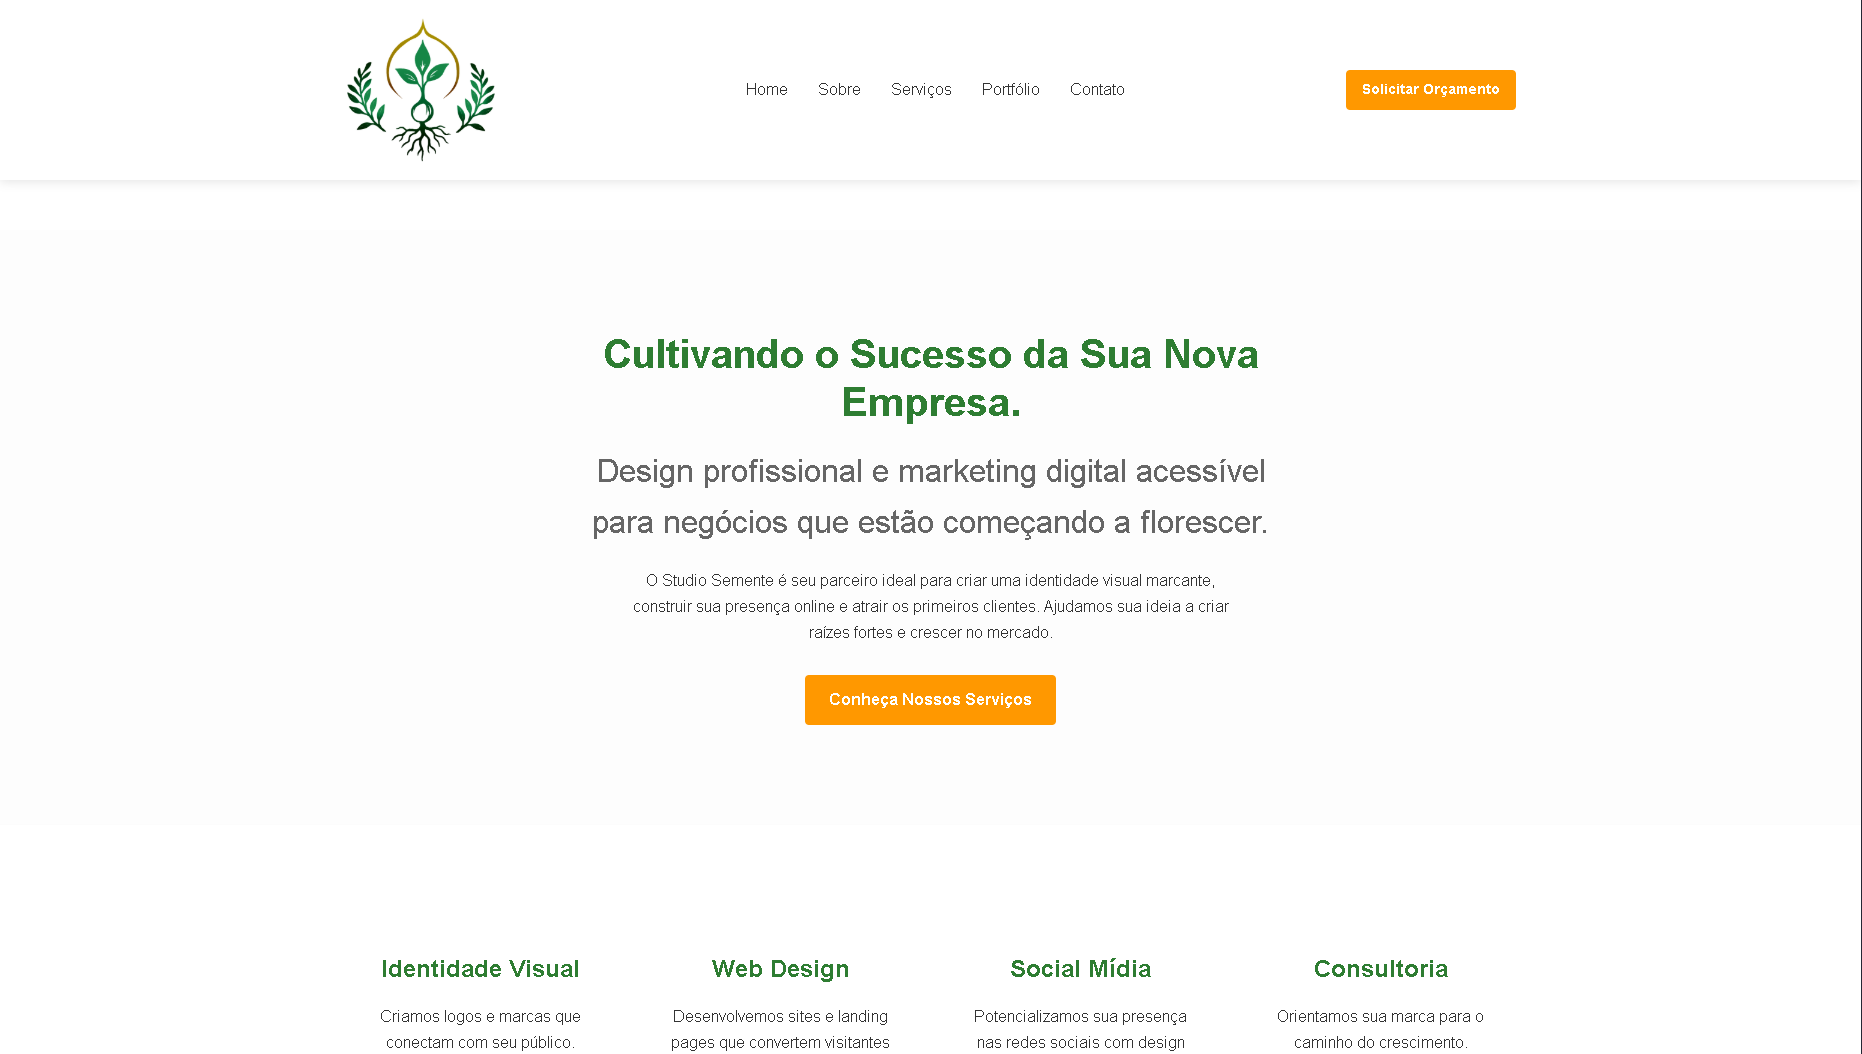 Home Sobre Serviços Portfólio Contato Solicitar Orçamento
Cultivando o Sucesso da Sua Nova
Empresa.
Design profissional e marketing digital acessível
para negócios que estão começando a florescer.
O Studio Semente é seu parceiro ideal para criar uma identidade visual marcante,
construir sua presença online e atrair os primeiros clientes. Ajudamos sua ideia a criar
raízes fortes e crescer no mercado.
Conheça Nossos Serviços
Identidade Visual
Criamos logos e marcas que
conectam com seu público.
Web Design
Desenvolvemos sites e landing
pages que convertem visitantes
Social Mídia
Potencializamos sua presença
nas redes sociais com design
Consultoria
Orientamos sua marca para o
caminho do crescimento.